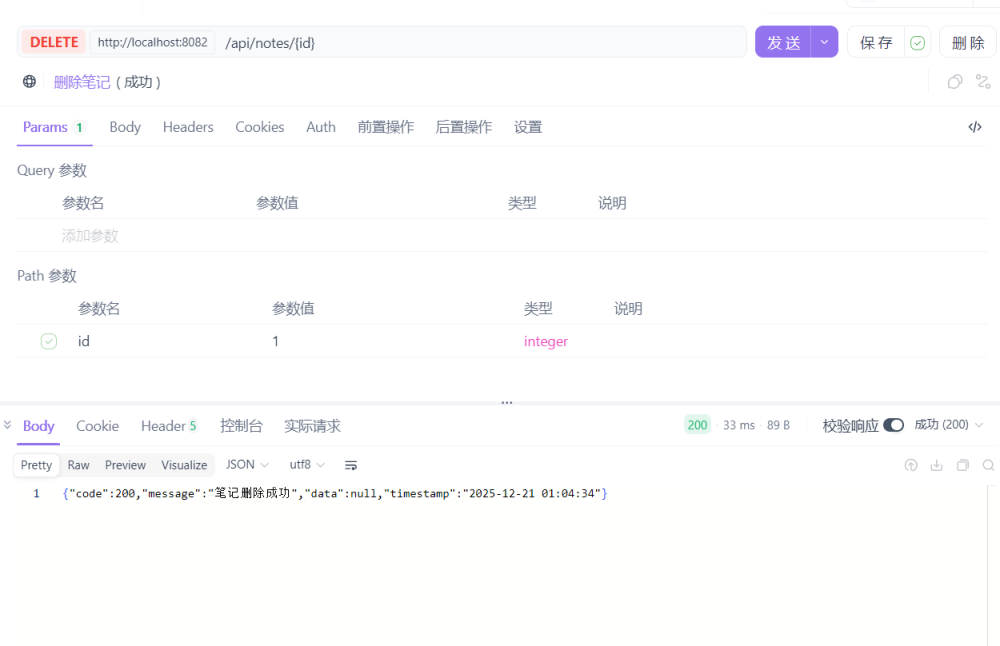 DELETE http://localhost:8082 /api/notes/{id} 发送 保存 删除
删除笔记 ( 成功 )
Params 1 Body Headers Cookies Auth 前置操作 后置操作 设置
Query 参数
参数名 参数值 类型 说明
添加参数
Path 参数
参数名 参数值 类型 说明
id 1 integer
Body Cookie Header 5 控制台 实际请求 200 · 33 ms · 89 B 校验响应 成功 (200)
Pretty Raw Preview Visualize JSON utf8
1 {"code":200,"message":"笔记删除成功","data":null,"timestamp":"2025-12-21 01:04:34"}